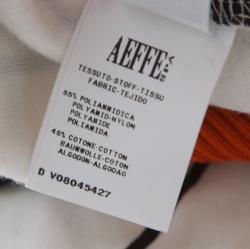 AEFFE
TESSUTO-STOFF-TISSU
FABRIC-TEJIDO
55% POLIAMMIDICA
POLYAMID-NYLON
POLYAMIDE
POLIAMIDA
45% COTONE-COTTON
BAUMWOLLE-COTON
ALGODON-ALGODAO
D V08045427